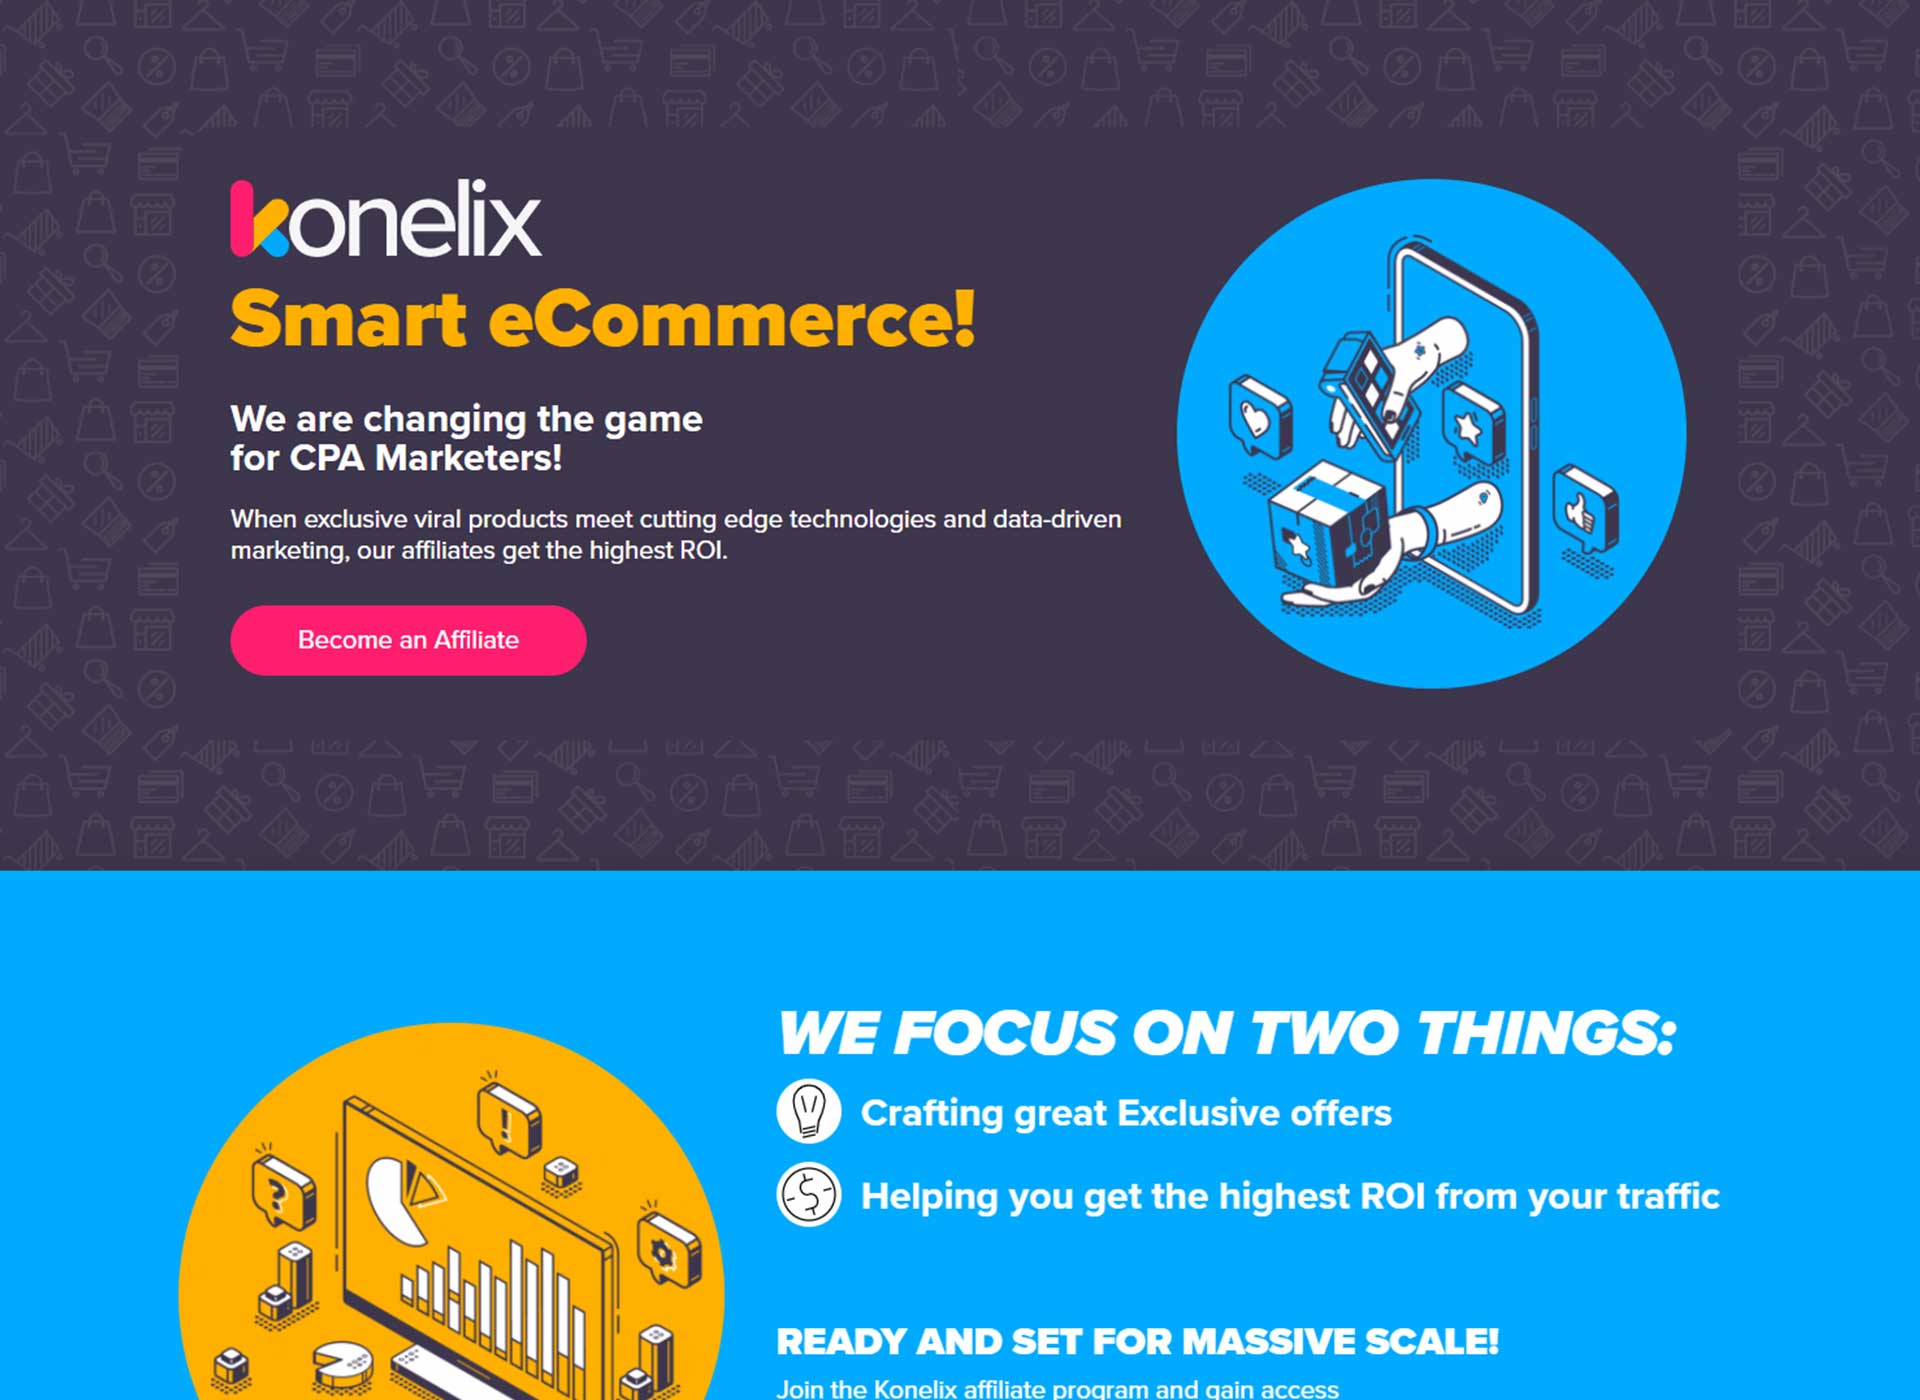 konelix
Smart eCommerce!
We are changing the game
for CPA Marketers!
When exclusive viral products meet cutting edge technologies and data-driven
marketing, our affiliates get the highest ROI.
Become an Affiliate
WE FOCUS ON TWO THINGS:
Crafting great Exclusive offers
Helping you get the highest ROI from your traffic
READY AND SET FOR MASSIVE SCALE!
Join the Konelix affiliate program and gain access